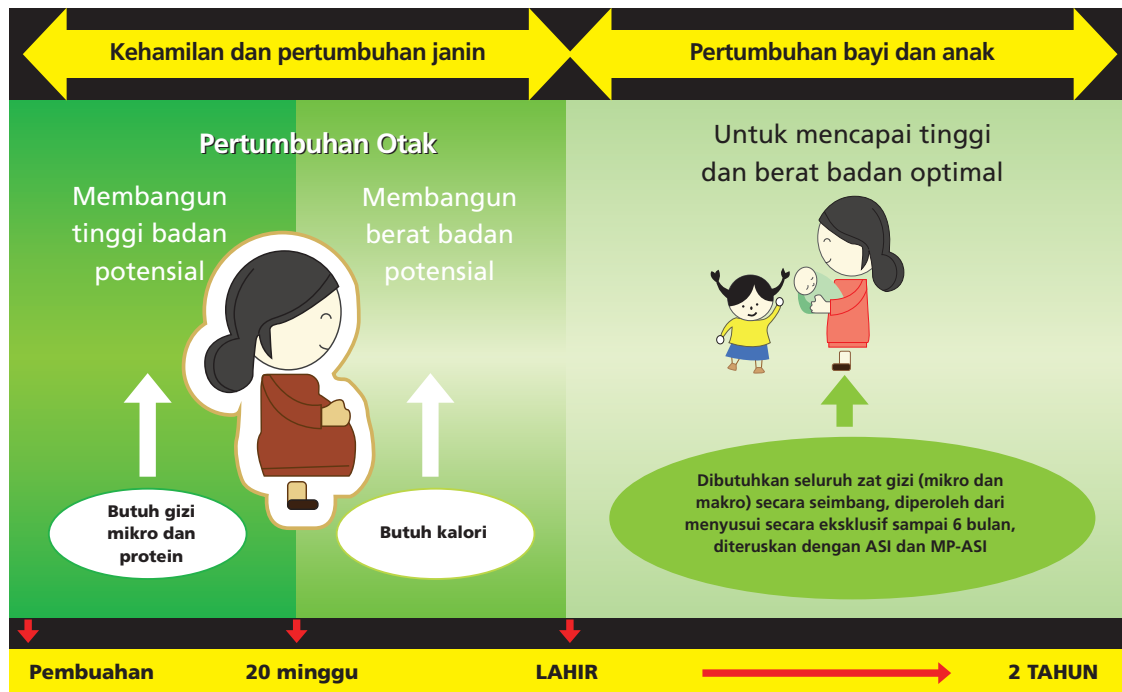 Kehamilan dan pertumbuhan janin
Pertumbuhan bayi dan anak
Pertumbuhan Otak
Membangun
tinggi badan
potensial
Membangun
berat badan
potensial
Untuk mencapai tinggi
dan berat badan optimal
Butuh gizi
mikro dan
protein
Butuh kalori
Dibutuhkan seluruh zat gizi (mikro dan
makro) secara seimbang, diperoleh dari
menyusui secara eksklusif sampai 6 bulan,
diteruskan dengan ASI dan MP-ASI
Pembuahan
20 minggu
LAHIR
2 TAHUN